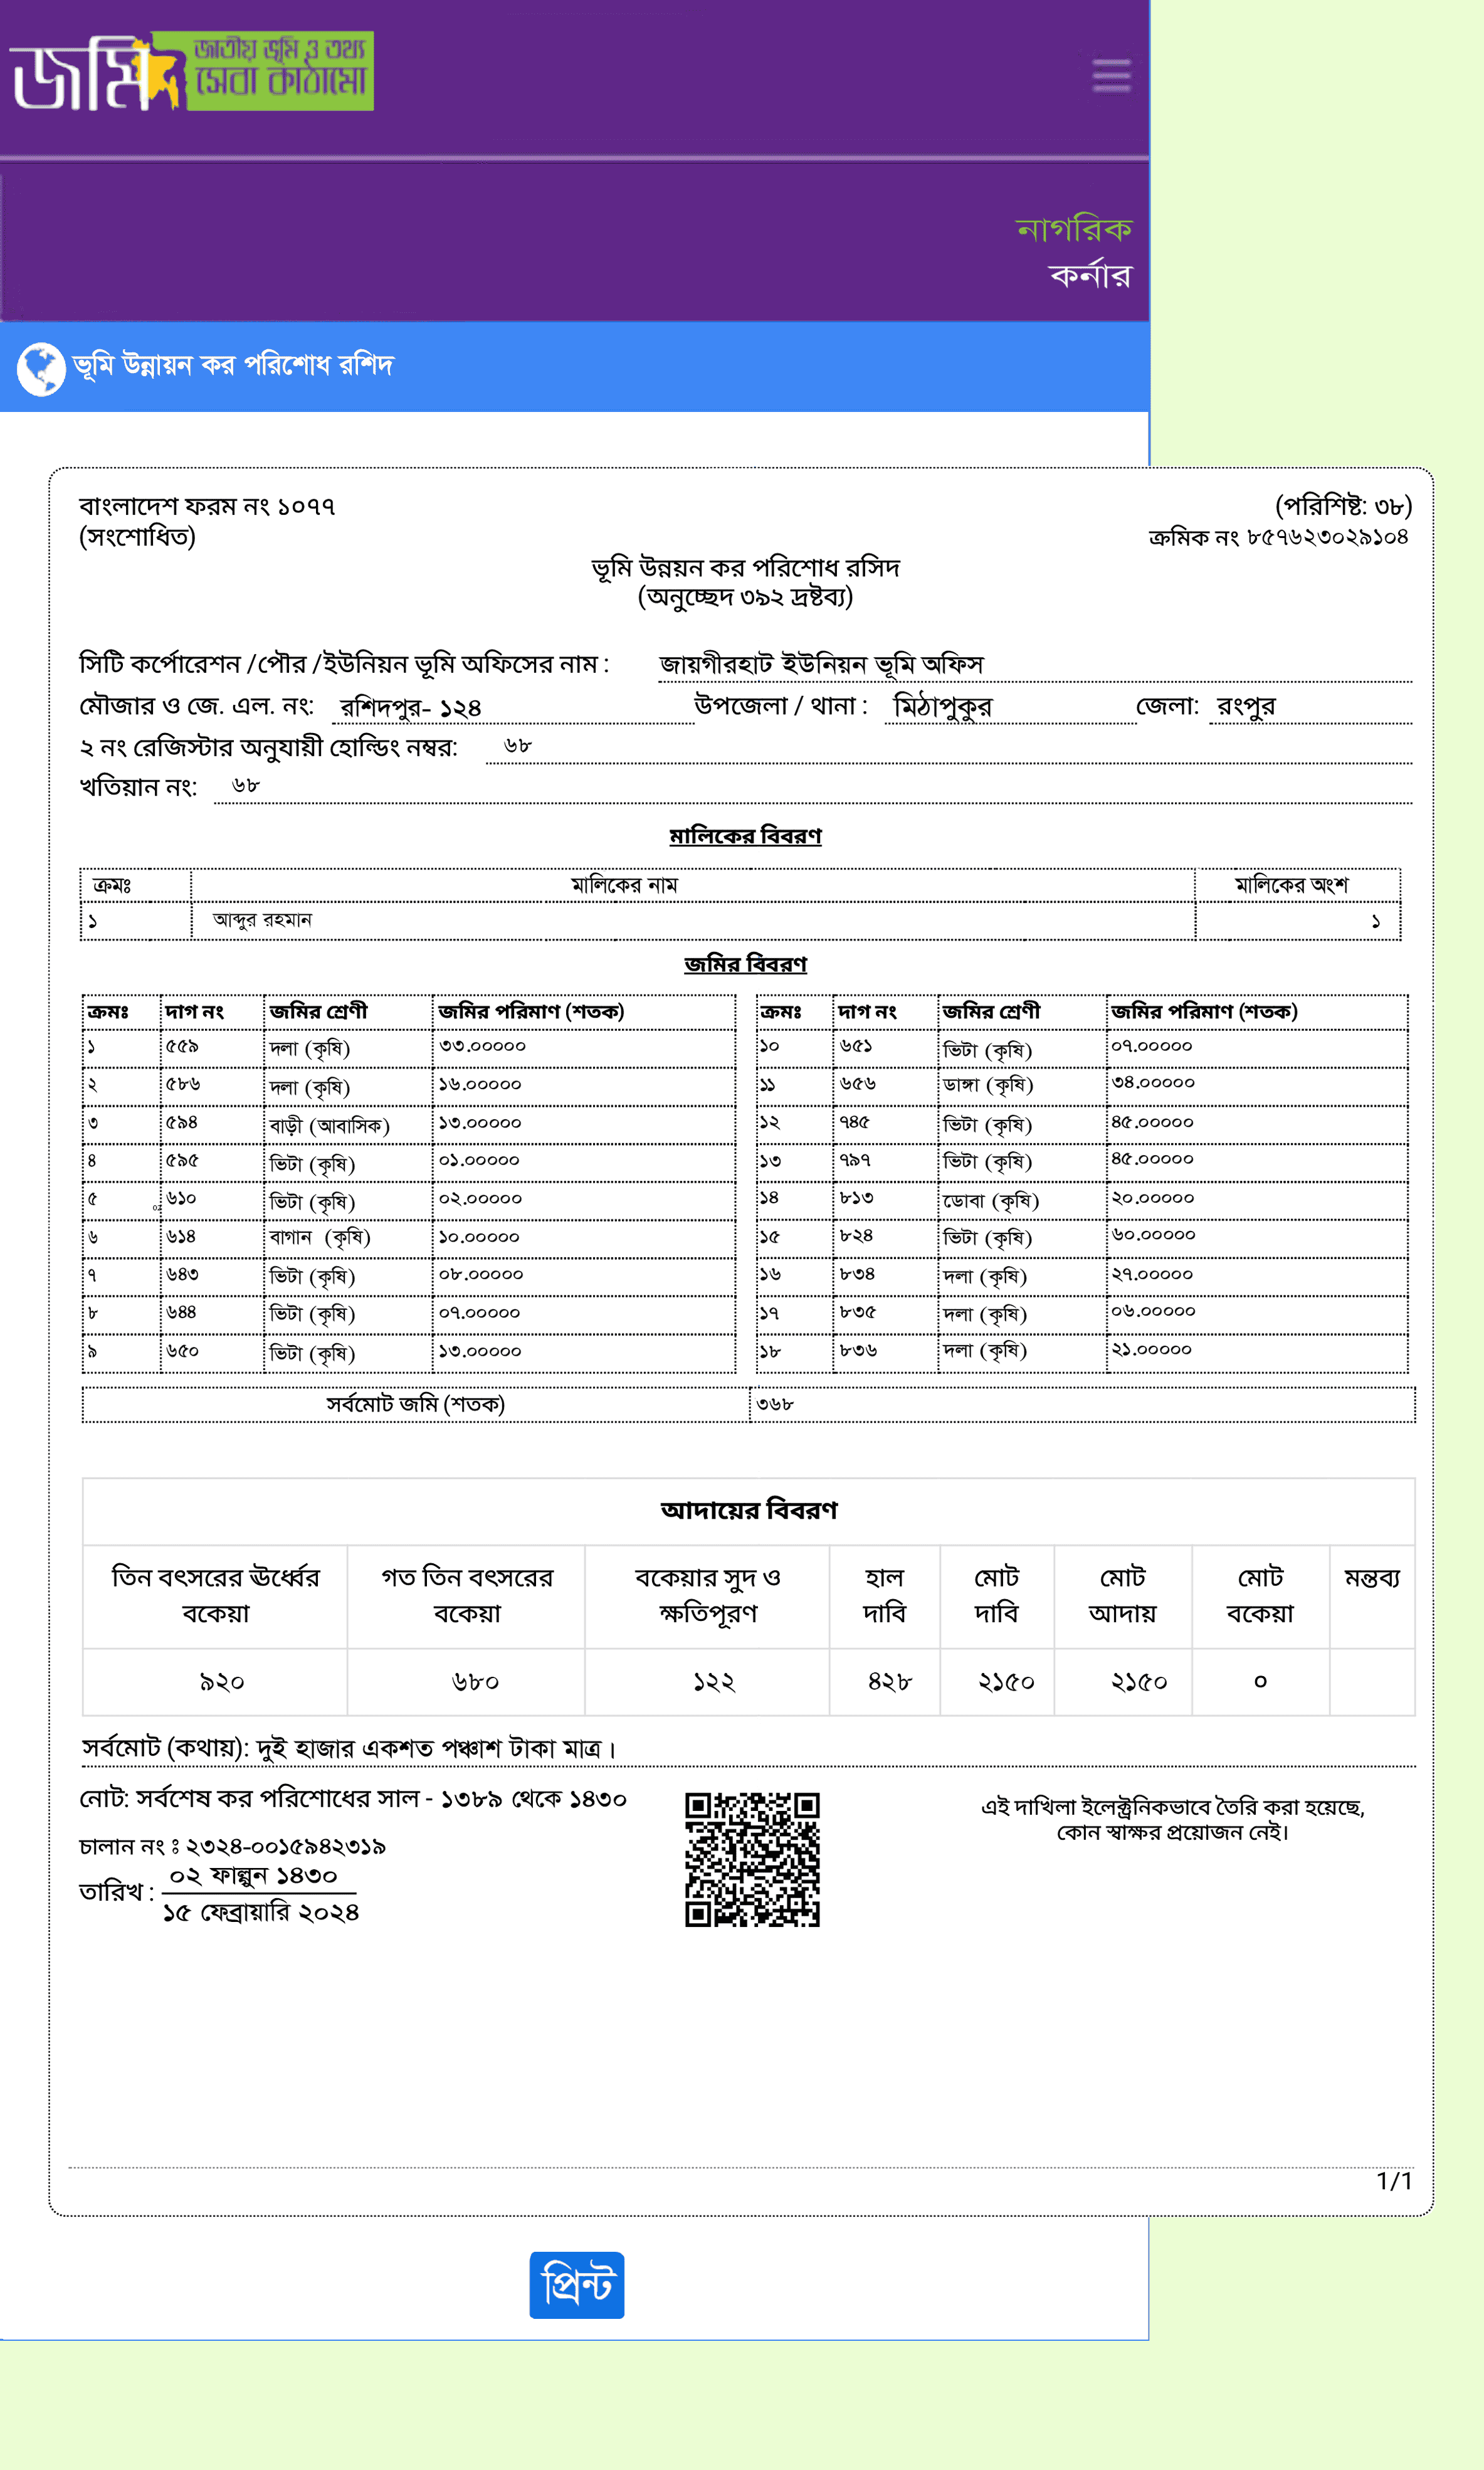 জমি জাতীয় ভূমি ও তথ্য
সেবা কাঠামো
নাগরিক
কর্নার
ভূমি উন্নায়ন কর পরিশোধ রশিদ
বাংলাদেশ ফরম নং ১০৭৭ (পরিশিষ্ট: ৩৮)
(সংশোধিত) ক্রমিক নং ৮৫৭৬২৩০২৯১০৪
ভূমি উন্নয়ন কর পরিশোধ রসিদ
(অনুচ্ছেদ ৩৯২ দ্রষ্টব্য)
সিটি কর্পোরেশন /পৌর /ইউনিয়ন ভূমি অফিসের নাম : জায়গীরহাট ইউনিয়ন ভূমি অফিস
মৌজার ও জে. এল. নং: রশিদপুর- ১২৪ উপজেলা / থানা : মিঠাপুকুর জেলা: রংপুর
২ নং রেজিস্টার অনুযায়ী হোল্ডিং নম্বর: ৬৮
খতিয়ান নং: ৬৮
মালিকের বিবরণ
ক্রমঃ মালিকের নাম মালিকের অংশ
১ আব্দুর রহমান ১
জমির বিবরণ
ক্রমঃ দাগ নং জমির শ্রেণী জমির পরিমাণ (শতক) ক্রমঃ দাগ নং জমির শ্রেণী জমির পরিমাণ (শতক)
১ ৫৫৯ দলা (কৃষি) ৩৩.০০০০০ ১০ ৬৫১ ভিটা (কৃষি) ০৭.০০০০০
২ ৫৮৬ দলা (কৃষি) ১৬.০০০০০ ১১ ৬৫৬ ডাঙ্গা (কৃষি) ৩৪.০০০০০
৩ ৫৯৪ বাড়ী (আবাসিক) ১৩.০০০০০ ১২ ৭৪৫ ভিটা (কৃষি) ৪৫.০০০০০
৪ ৫৯৫ ভিটা (কৃষি) ০১.০০০০০ ১৩ ৭৯৭ ভিটা (কৃষি) ৪৫.০০০০০
৫ ৬১০ ভিটা (কৃষি) ০২.০০০০০ ১৪ ৮১৩ ডোবা (কৃষি) ২০.০০০০০
৬ ৬১৪ বাগান (কৃষি) ১০.০০০০০ ১৫ ৮২৪ ভিটা (কৃষি) ৬০.০০০০০
৭ ৬৪৩ ভিটা (কৃষি) ০৮.০০০০০ ১৬ ৮৩৪ দলা (কৃষি) ২৭.০০০০০
৮ ৬৪৪ ভিটা (কৃষি) ০৭.০০০০০ ১৭ ৮৩৫ দলা (কৃষি) ০৬.০০০০০
৯ ৬৫০ ভিটা (কৃষি) ১৩.০০০০০ ১৮ ৮৩৬ দলা (কৃষি) ২১.০০০০০
সর্বমোট জমি (শতক) ৩৬৮
আদায়ের বিবরণ
তিন বৎসরের ঊর্ধ্বের গত তিন বৎসরের বকেয়ার সুদ ও হাল মোট মোট মোট মন্তব্য
বকেয়া বকেয়া ক্ষতিপূরণ দাবি দাবি আদায় বকেয়া
৯২০ ৬৮০ ১২২ ৪২৮ ২১৫০ ২১৫০ ০
সর্বমোট (কথায়): দুই হাজার একশত পঞ্চাশ টাকা মাত্র।
নোট: সর্বশেষ কর পরিশোধের সাল - ১৩৮৯ থেকে ১৪৩০
এই দাখিলা ইলেক্ট্রনিকভাবে তৈরি করা হয়েছে,
কোন স্বাক্ষর প্রয়োজন নেই।
চালান নং ঃ ২৩২৪-০০১৫৯৪২৩১৯
তারিখ : ০২ ফাল্গুন ১৪৩০
১৫ ফেব্রায়ারি ২০২৪
1/1
প্রিন্ট